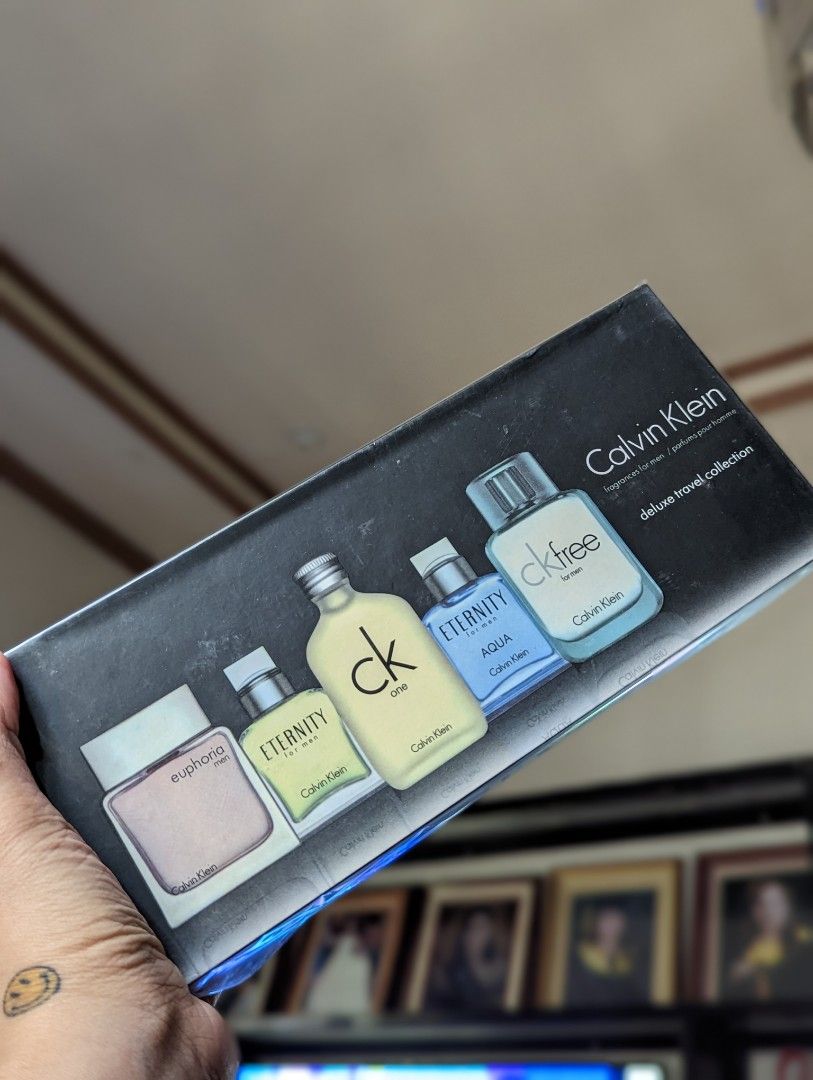 Calvin Klein
fragrances for men / parfums pour homme
deluxe travel collection
euphoria
men
Calvin Klein
ETERNITY
for men
Calvin Klein
ck
one
Calvin Klein
ETERNITY
for men
AQUA
Calvin Klein
ckfree
for men
Calvin Klein